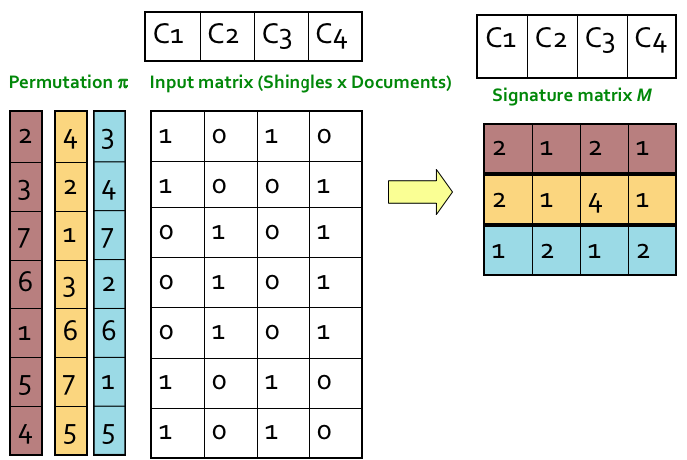 C1 C2 C3 C4
C1 C2 C3 C4
Permutation π Input matrix (Shingles x Documents)
Signature matrix M
2 4 3 1 0 1 0
3 2 4 1 0 0 1
7 1 7 0 1 0 1
6 3 2 0 1 0 1
1 6 6 0 1 0 1
5 7 1 1 0 1 0
4 5 5 1 0 1 0
2 1 2 1
2 1 4 1
1 2 1 2